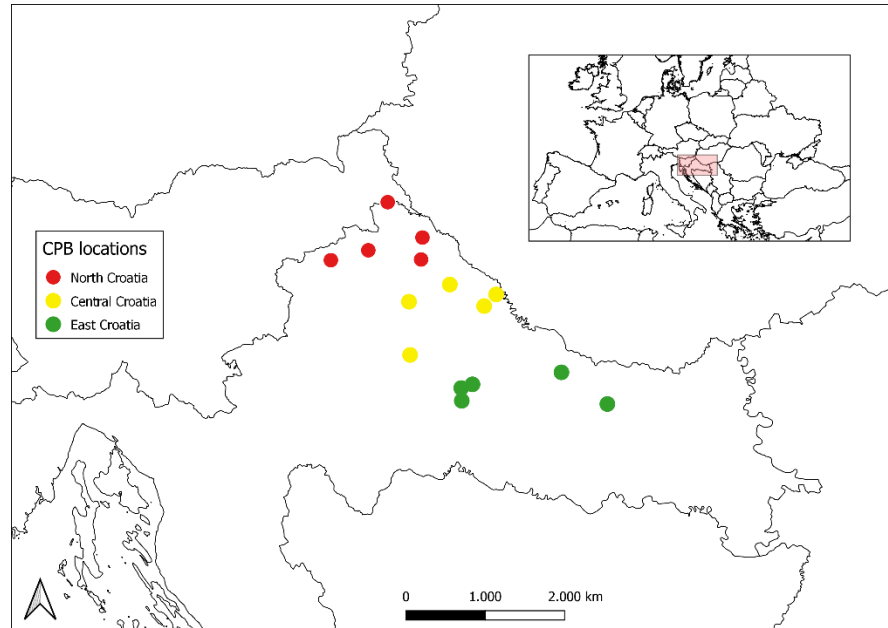 CPB locations
North Croatia
Central Croatia
East Croatia
0 1.000 2.000 km